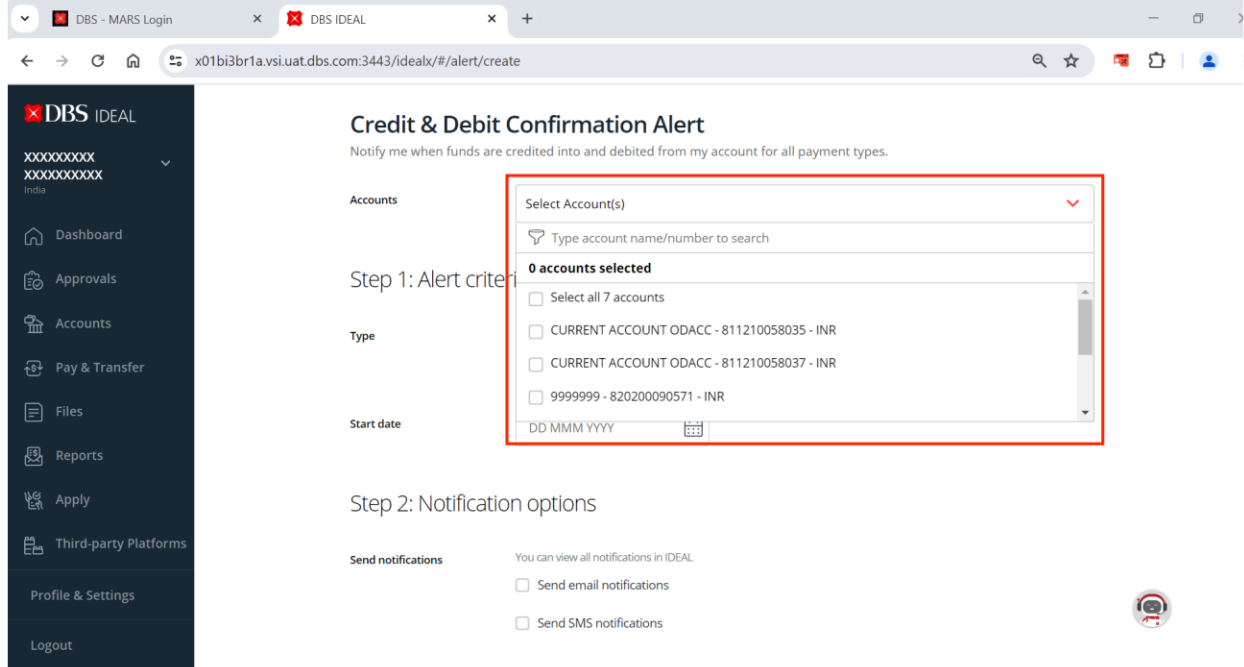 DBS - MARS Login
DBS IDEAL
x01bi3br1a.vsi.uat.dbs.com:3443/idealx/#/alert/create
DBS IDEAL
XXXXXXXXX
XXXXXXXXXX
India
Dashboard
Approvals
Accounts
Pay & Transfer
Files
Reports
Apply
Third-party Platforms
Profile & Settings
Logout
Credit & Debit Confirmation Alert
Notify me when funds are credited into and debited from my account for all payment types.
Accounts
Select Account(s)
Type account name/number to search
0 accounts selected
Select all 7 accounts
CURRENT ACCOUNT ODACC - 811210058035 - INR
CURRENT ACCOUNT ODACC - 811210058037 - INR
9999999 - 820200090571 - INR
Step 1: Alert criteri
Type
Start date
DD MMM YYYY
Step 2: Notification options
Send notifications
You can view all notifications in IDEAL
Send email notifications
Send SMS notifications